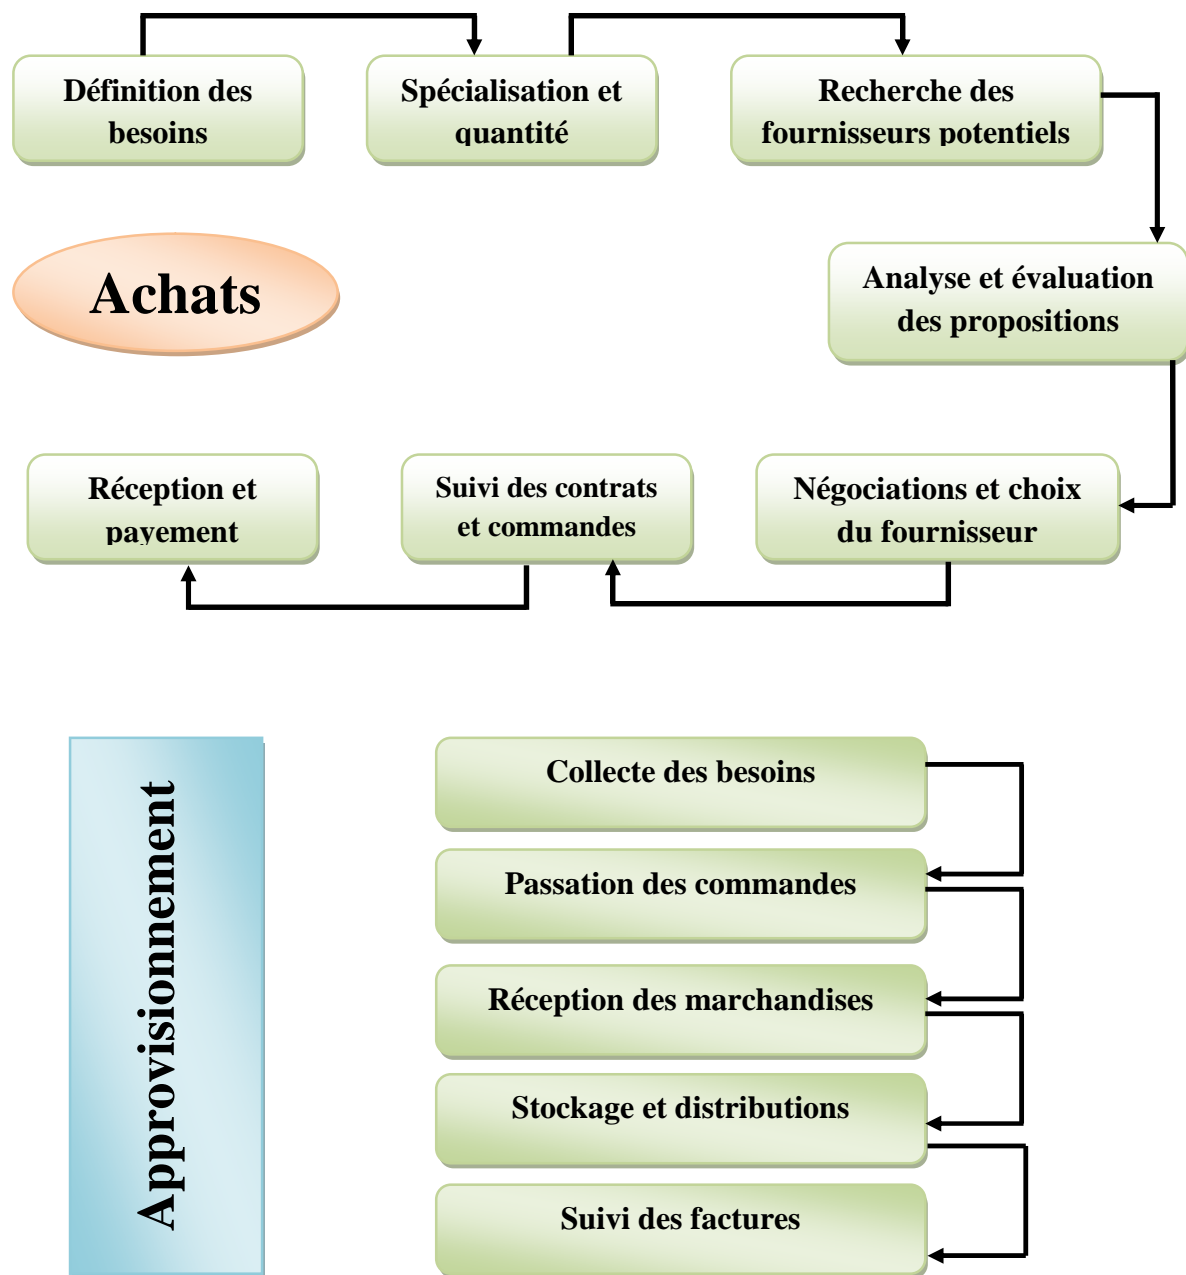 Définition des
besoins
Spécialisation et
quantité
Recherche des
fournisseurs potentiels
Achats
Analyse et évaluation
des propositions
Réception et
payement
Suivi des contrats
et commandes
Négociations et choix
du fournisseur
Approvisionnement
Collecte des besoins
Passation des commandes
Réception des marchandises
Stockage et distributions
Suivi des factures